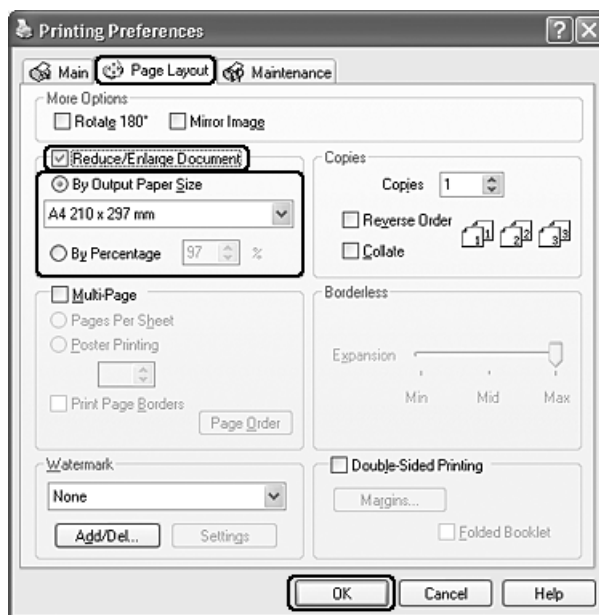 Printing Preferences
Main Page Layout Maintenance
More Options
Rotate 180° Mirror Image
Reduce/Enlarge Document
By Output Paper Size
A4 210 x 297 mm
By Percentage 97 %
Copies
Copies 1
Reverse Order
Collate
1 1 2 2 3 3
Multi-Page
Pages Per Sheet
Poster Printing
Print Page Borders
Page Order
Borderless
Expansion
Min Mid Max
Watermark
None
Add/Del... Settings
Double-Sided Printing
Margins...
Folded Booklet
OK Cancel Help